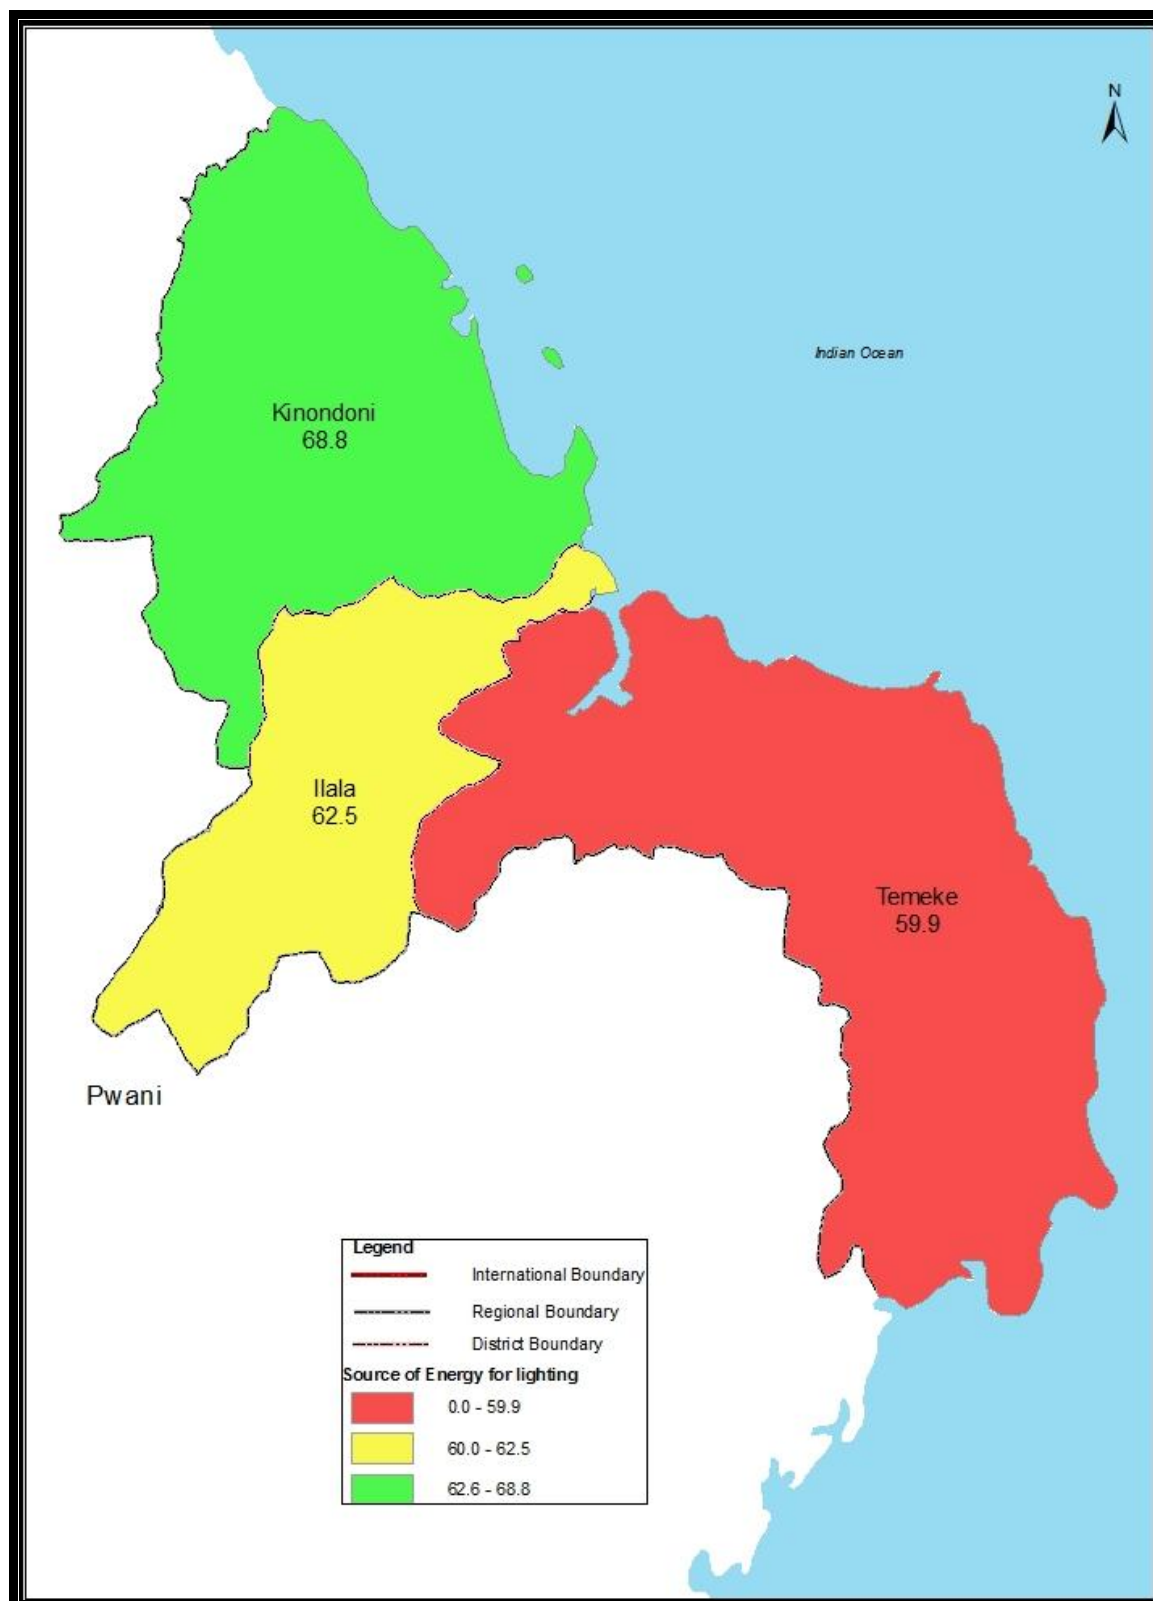 N
Indian Ocean
Kinondoni
68.8
Ilala
62.5
Temeke
59.9
Pwani
Legend
International Boundary
Regional Boundary
District Boundary
Source of Energy for lighting
0.0 - 59.9
60.0 - 62.5
62.6 - 68.8